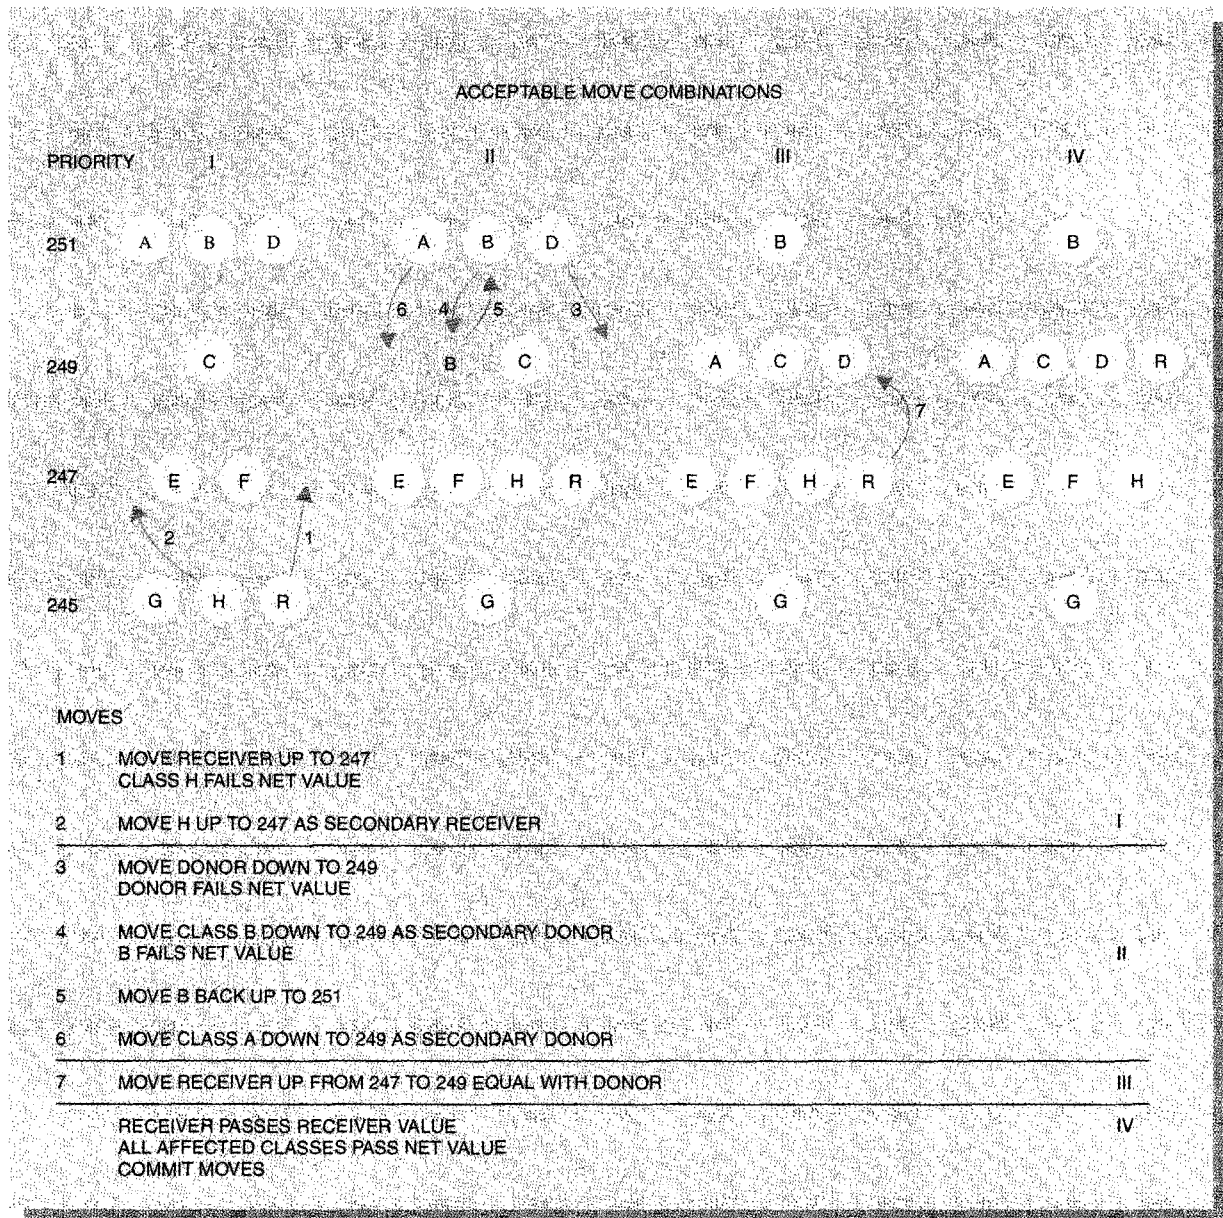 ACCEPTABLE MOVE COMBINATIONS
PRIORITY I II III IV
251 A B D A B D B B
6 4 5 3
249 C B C A C D A C D R
7
247 E F E F H R E F H R E F H
2 1
245 G H R G G G
MOVES
1 MOVE RECEIVER UP TO 247
CLASS H FAILS NET VALUE
2 MOVE H UP TO 247 AS SECONDARY RECEIVER I
3 MOVE DONOR DOWN TO 249
DONOR FAILS NET VALUE
4 MOVE CLASS B DOWN TO 249 AS SECONDARY DONOR
B FAILS NET VALUE II
5 MOVE B BACK UP TO 251
6 MOVE CLASS A DOWN TO 249 AS SECONDARY DONOR
7 MOVE RECEIVER UP FROM 247 TO 249 EQUAL WITH DONOR III
RECEIVER PASSES RECEIVER VALUE IV
ALL AFFECTED CLASSES PASS NET VALUE
COMMIT MOVES